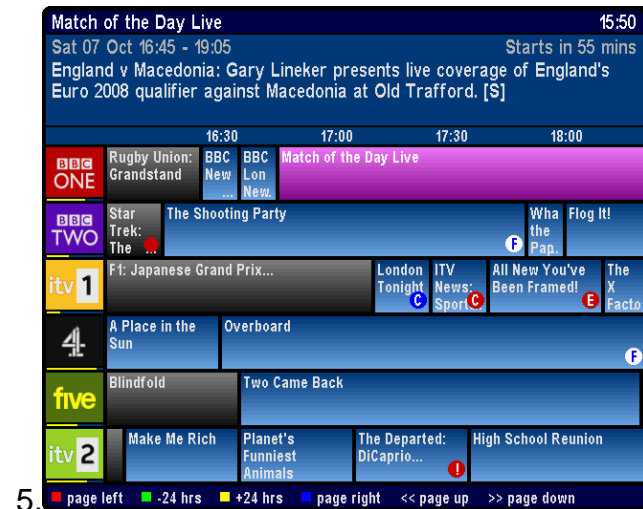 Match of the Day Live 15:50
Sat 07 Oct 16:45 - 19:05 Starts in 55 mins
England v Macedonia: Gary Lineker presents live coverage of England's
Euro 2008 qualifier against Macedonia at Old Trafford. [S]
16:30 17:00 17:30 18:00
BBC
ONE
Rugby Union:
Grandstand
BBC
New
...
BBC
Lon
New.
Match of the Day Live
BBC
TWO
Star
Trek:
The ...
The Shooting Party
F
Wha
the
Pap..
Flog It!
itv 1
F1: Japanese Grand Prix...
London
Tonight
C
ITV
News:
Sport...
C
All New You've
Been Framed!
E
The
X
Facto
4
A Place in the
Sun
Overboard
F
five
Blindfold
Two Came Back
itv 2
Make Me Rich
Planet's
Funniest
Animals
The Departed:
DiCaprio...
!
High School Reunion
5.
page left -24 hrs +24 hrs page right << page up >> page down